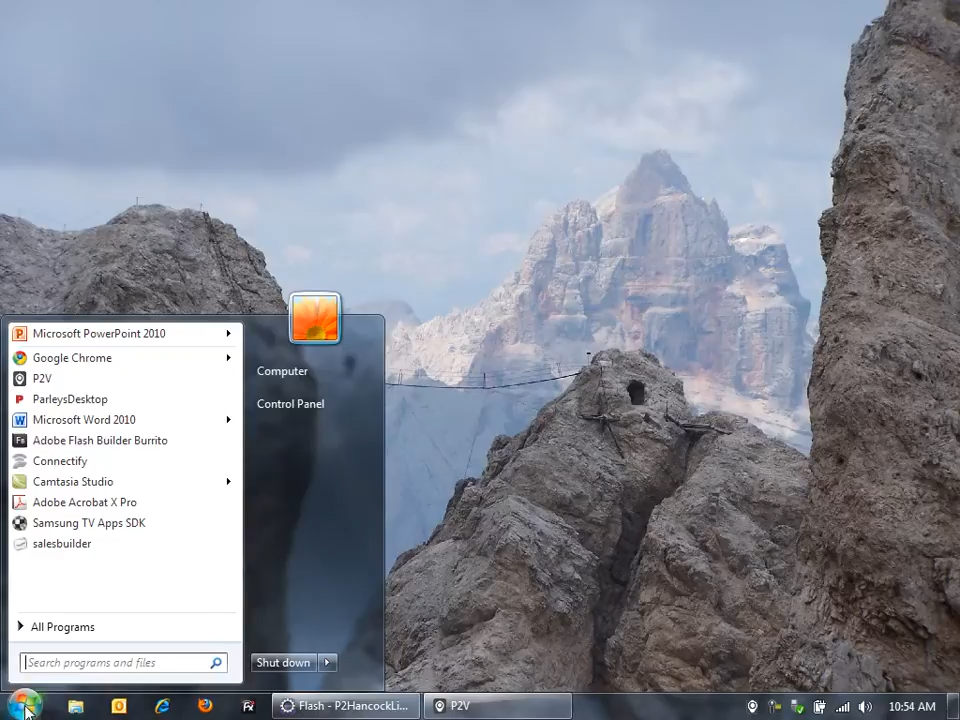 Microsoft PowerPoint 2010
Google Chrome
P2V
ParleysDesktop
Microsoft Word 2010
Adobe Flash Builder Burrito
Connectify
Camtasia Studio
Adobe Acrobat X Pro
Samsung TV Apps SDK
salesbuilder
All Programs
Search programs and files
Computer
Control Panel
Shut down
Flash - P2HancockLi...
P2V
10:54 AM